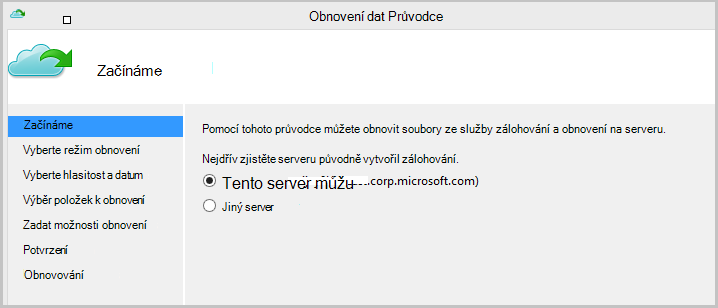 Obnovení dat Průvodce
Začínáme
Začínáme
Vyberte režim obnovení
Vyberte hlasitost a datum
Výběr položek k obnovení
Zadat možnosti obnovení
Potvrzení
Obnovování
Pomocí tohoto průvodce můžete obnovit soubory ze služby zálohování a obnovení na serveru.
Nejdřív zjistěte serveru původně vytvořil zálohování.
Tento server můžu .corp.microsoft.com)
Jiný server